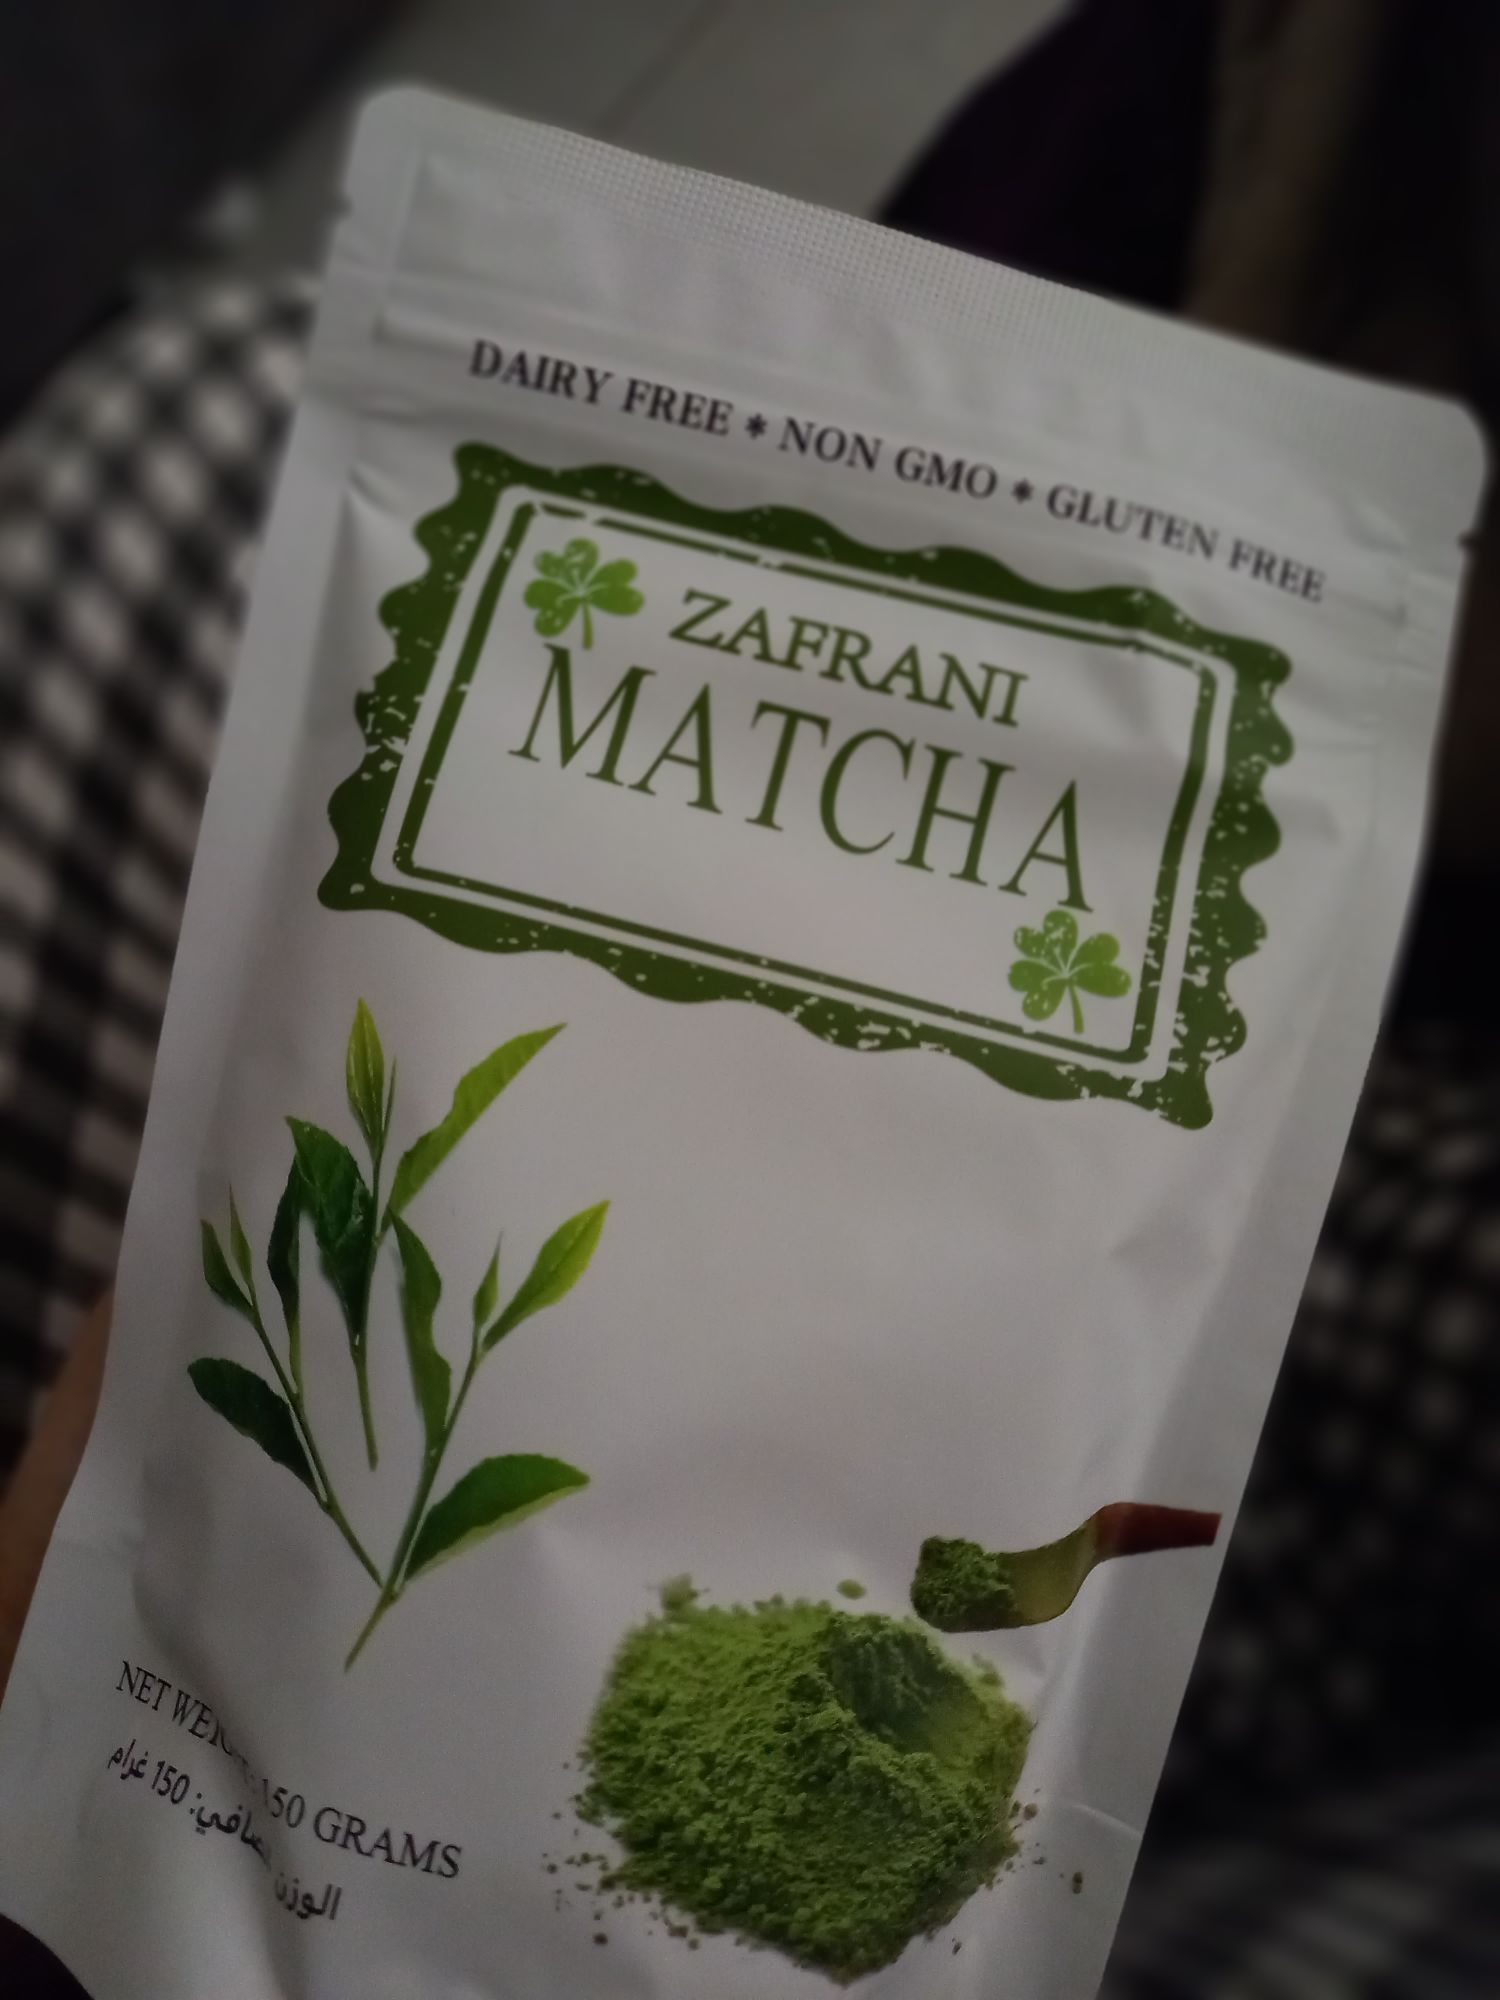 DAIRY FREE * NON GMO * GLUTEN FREE
ZAFRANI
MATCHA
NET 150 GRAMS
الوزن 150 غرام